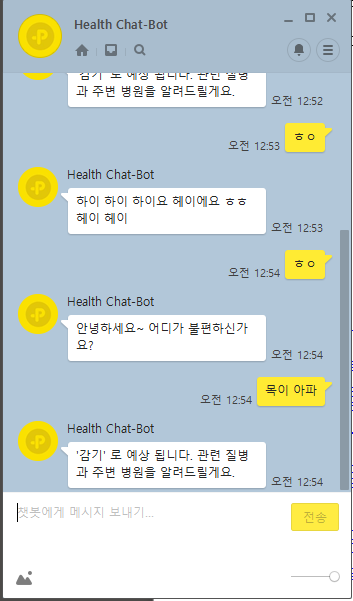 Health Chat-Bot
'감기' 로 예상 됩니다. 관련 질병
과 주변 병원을 알려드릴게요.
오전 12:52
ㅎㅇ
오전 12:53
Health Chat-Bot
하이 하이 하이요 헤이에요 ㅎㅎ
헤이 헤이
오전 12:53
ㅎㅇ
오전 12:54
Health Chat-Bot
안녕하세요~ 어디가 불편하신가
요?
오전 12:54
목이 아파
오전 12:54
Health Chat-Bot
'감기' 로 예상 됩니다. 관련 질병
과 주변 병원을 알려드릴게요.
오전 12:54
챗봇에게 메시지 보내기...
전송